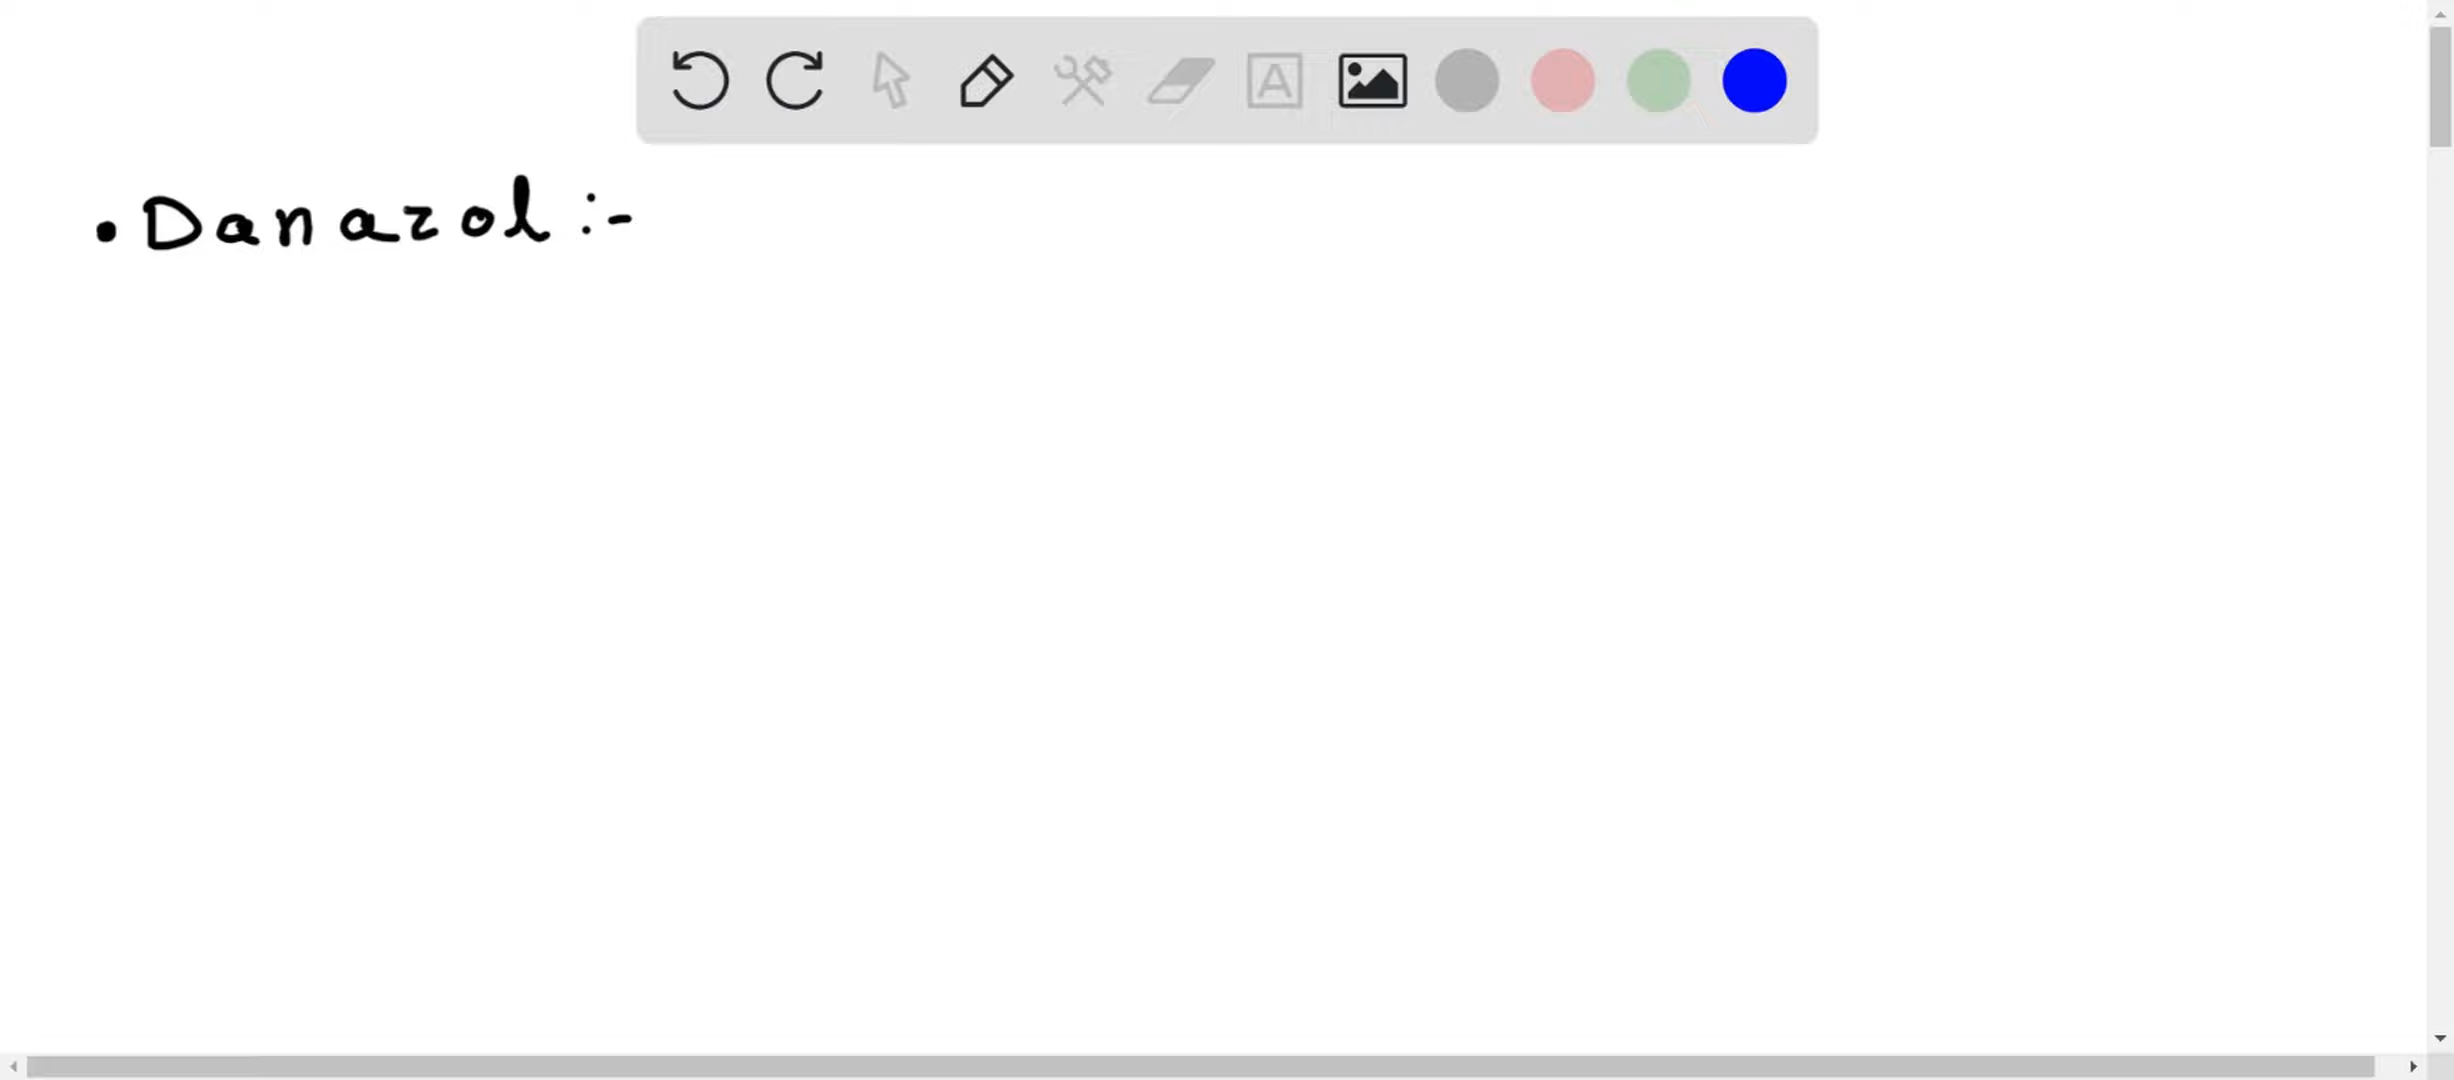 • Danazol :-
A